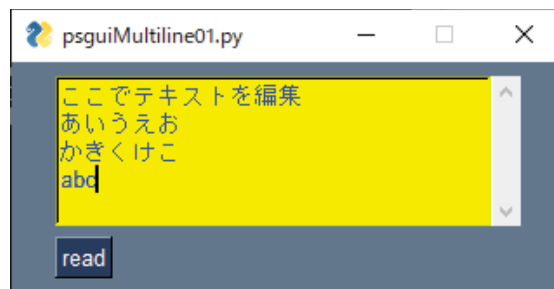 psguiMultiline01.py
ここでテキストを編集
あいうえお
かきくけこ
abc
read